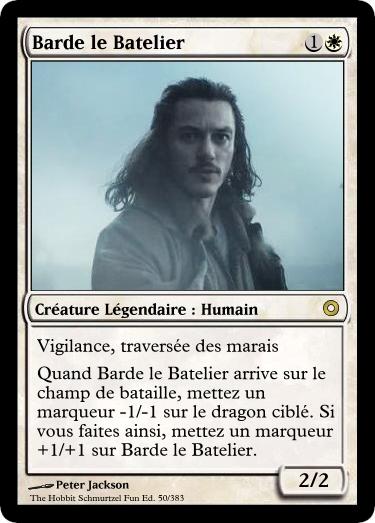 Barde le Batelier 1
Créature Légendaire : Humain
Vigilance, traversée des marais
Quand Barde le Batelier arrive sur le
champ de bataille, mettez un
marqueur -1/-1 sur le dragon ciblé. Si
vous faites ainsi, mettez un marqueur
+1/+1 sur Barde le Batelier.
2/2
Peter Jackson
The Hobbit Schmurtzel Fun Ed. 50/383